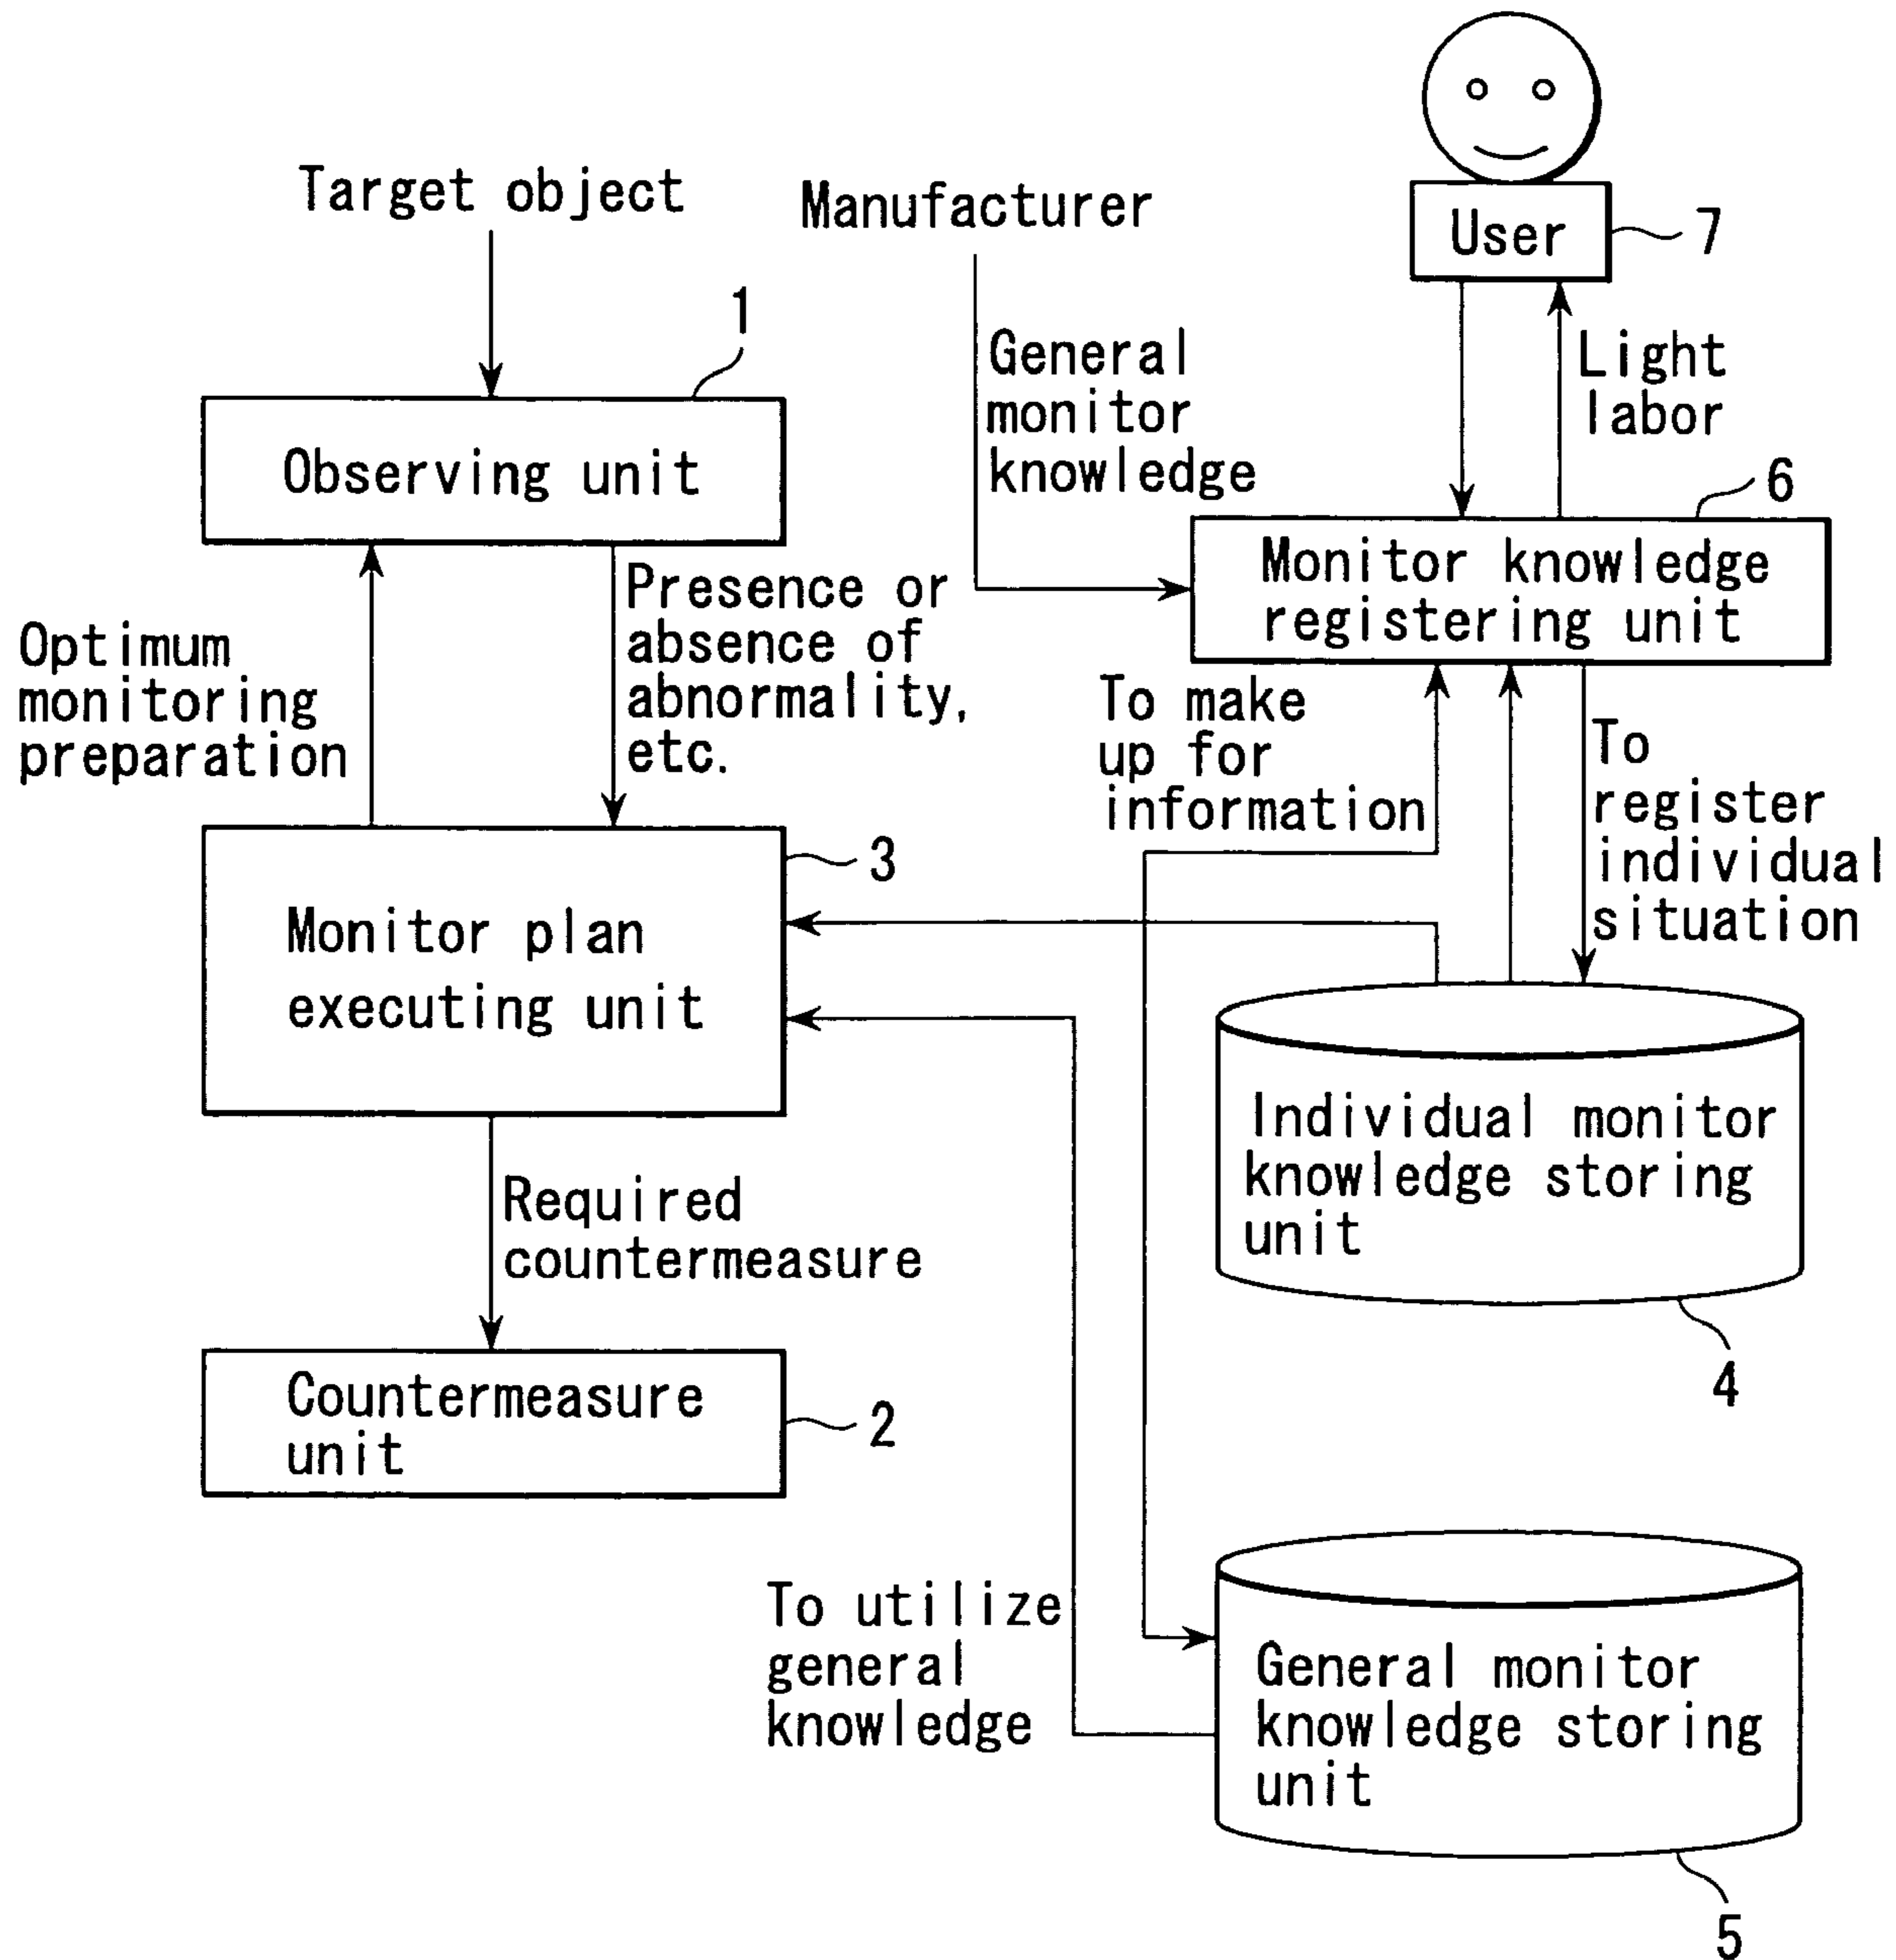 Target object
Manufacturer
User
7
1
General
monitor
knowledge
Light
labor
Observing unit
6
Monitor knowledge
registering unit
Optimum
monitoring
preparation
Presence or
absence of
abnormality,
etc.
To make
up for
information
To
register
individual
situation
3
Monitor plan
executing unit
Individual monitor
knowledge storing
unit
4
Required
countermeasure
Countermeasure
unit
2
To utilize
general
knowledge
General monitor
knowledge storing
unit
5